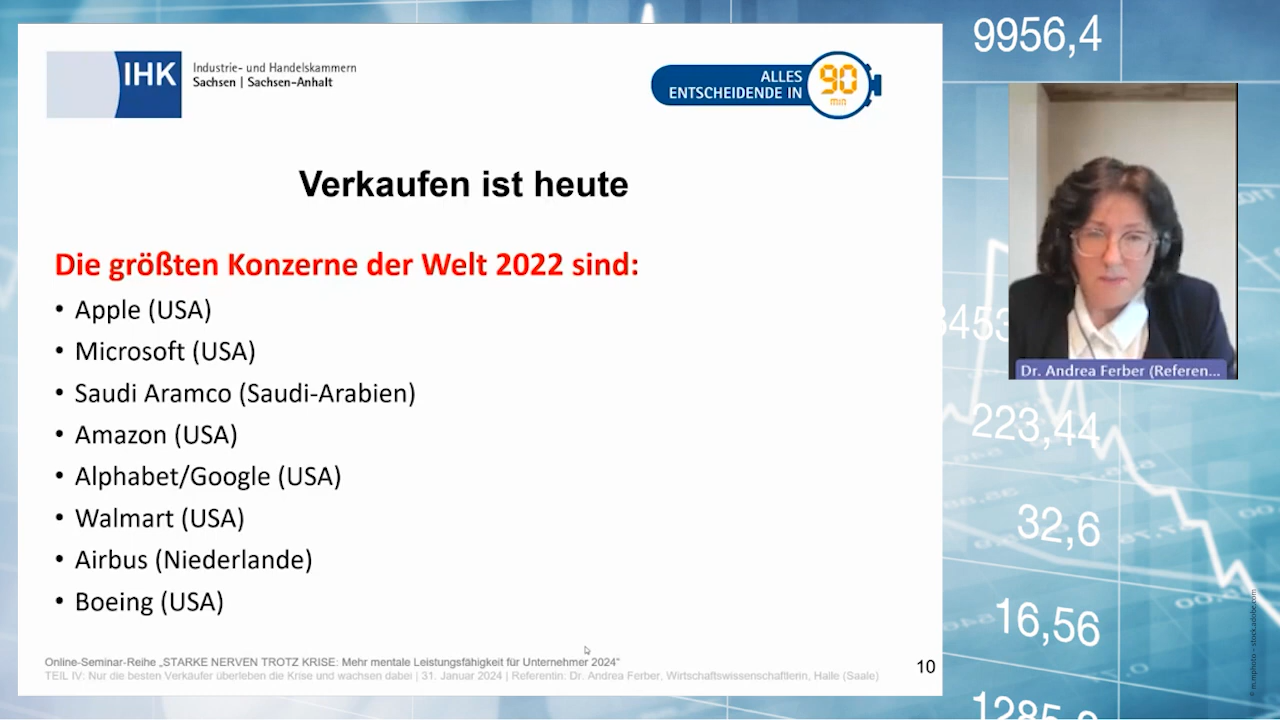 IHK
Industrie- und Handelskammern
Sachsen | Sachsen-Anhalt
ALLES
ENTSCHEIDENDE IN
90
min
Verkaufen ist heute
Die größten Konzerne der Welt 2022 sind:
• Apple (USA)
• Microsoft (USA)
• Saudi Aramco (Saudi-Arabien)
• Amazon (USA)
• Alphabet/Google (USA)
• Walmart (USA)
• Airbus (Niederlande)
• Boeing (USA)
Online-Seminar-Reihe „STARKE NERVEN TROTZ KRISE: Mehr mentale Leistungsfähigkeit für Unternehmer 2024“
TEIL IV: Nur die besten Verkäufer überleben die Krise und wachsen dabei | 31. Januar 2024 | Referentin: Dr. Andrea Ferber, Wirtschaftswissenschaftlerin, Halle (Saale)
10
9956,4
Dr. Andrea Ferber (Referen...
223,44
32,6
16,56